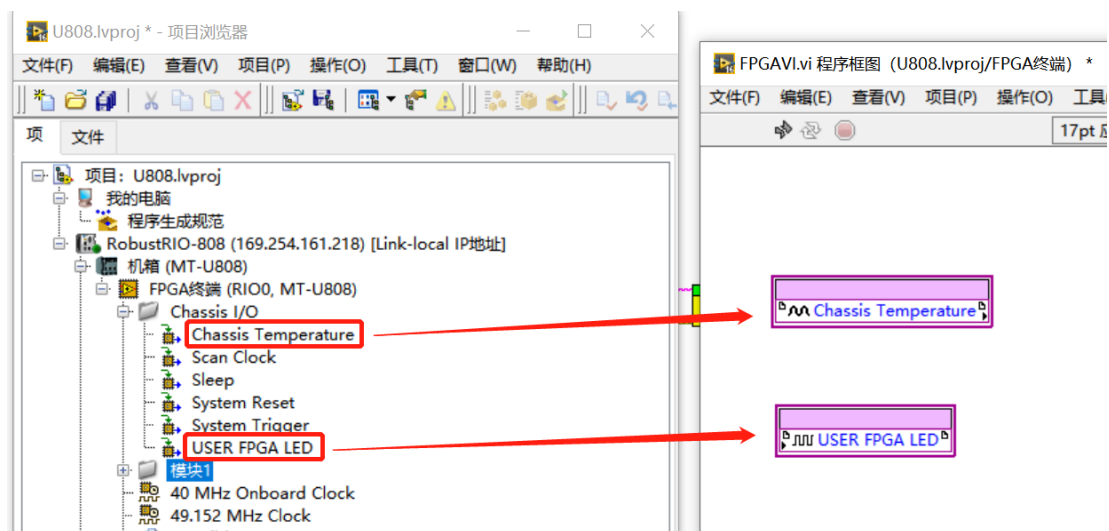 U808.lvproj * - 项目浏览器
文件(F) 编辑(E) 查看(V) 项目(P) 操作(O) 工具(T) 窗口(W) 帮助(H)
项 文件
项目：U808.lvproj
我的电脑
程序生成规范
RobustRIO-808 (169.254.161.218) [Link-local IP地址]
机箱 (MT-U808)
FPGA终端 (RIO0, MT-U808)
Chassis I/O
Chassis Temperature
Scan Clock
Sleep
System Reset
System Trigger
USER FPGA LED
模块1
40 MHz Onboard Clock
49.152 MHz Clock
FPGAVI.vi 程序框图（U808.lvproj/FPGA终端） *
文件(F) 编辑(E) 查看(V) 项目(P) 操作(O) 工具
17pt
Chassis Temperature
USER FPGA LED